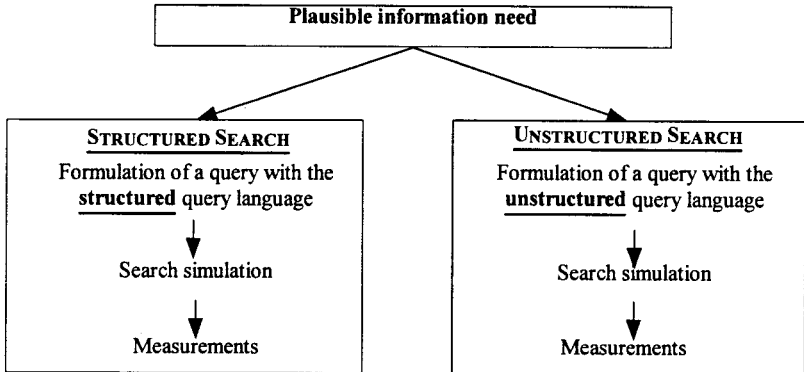 Plausible information need
STRUCTURED SEARCH
Formulation of a query with the
structured query language
Search simulation
Measurements
UNSTRUCTURED SEARCH
Formulation of a query with the
unstructured query language
Search simulation
Measurements